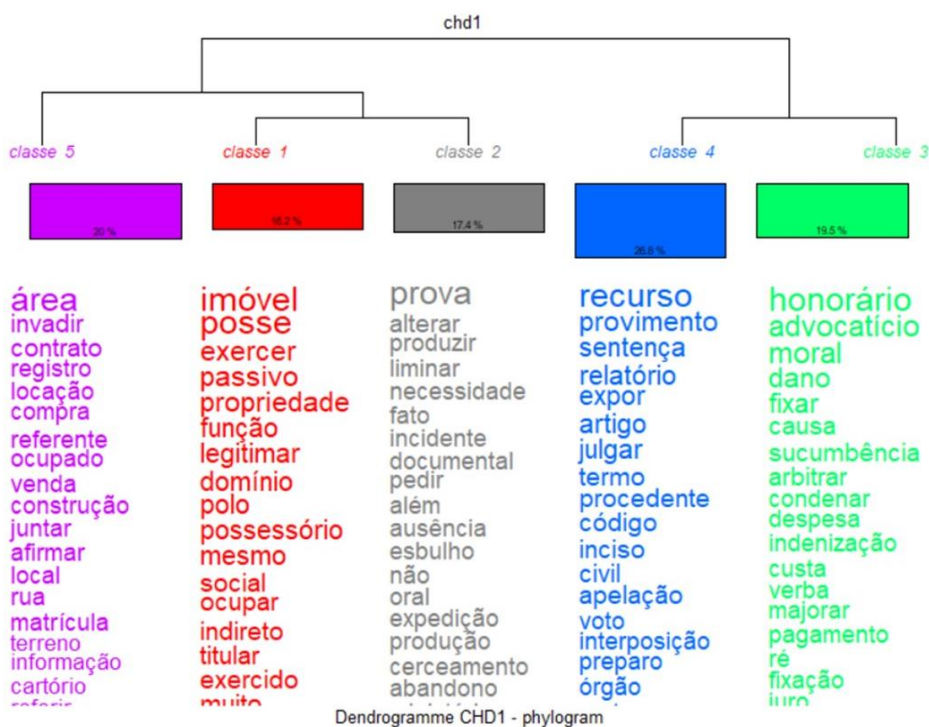 chd1
classe 5
classe 1
classe 2
classe 4
classe 3
20 %
16.2 %
17.4 %
26.8 %
19.5 %
área
invadir
contrato
registro
locação
compra
referente
ocupado
venda
construção
juntar
afirmar
local
rua
matrícula
terreno
informação
cartório
referir
imóvel
posse
exercer
passivo
propriedade
função
legitimar
domínio
polo
possessório
mesmo
social
ocupar
indireto
titular
exercido
muito
prova
alterar
produzir
liminar
necessidade
fato
incidente
documental
pedir
além
ausência
esbulho
não
oral
expedição
produção
cerceamento
abandono
recurso
provimento
sentença
relatório
expor
artigo
julgar
termo
procedente
código
inciso
civil
apelação
voto
interposição
preparo
órgão
honorário
advocatício
moral
dano
fixar
causa
sucumbência
arbitrar
condenar
despesa
indenização
custa
verba
majorar
pagamento
ré
fixação
juro
Dendrogramme CHD1 - phylogram